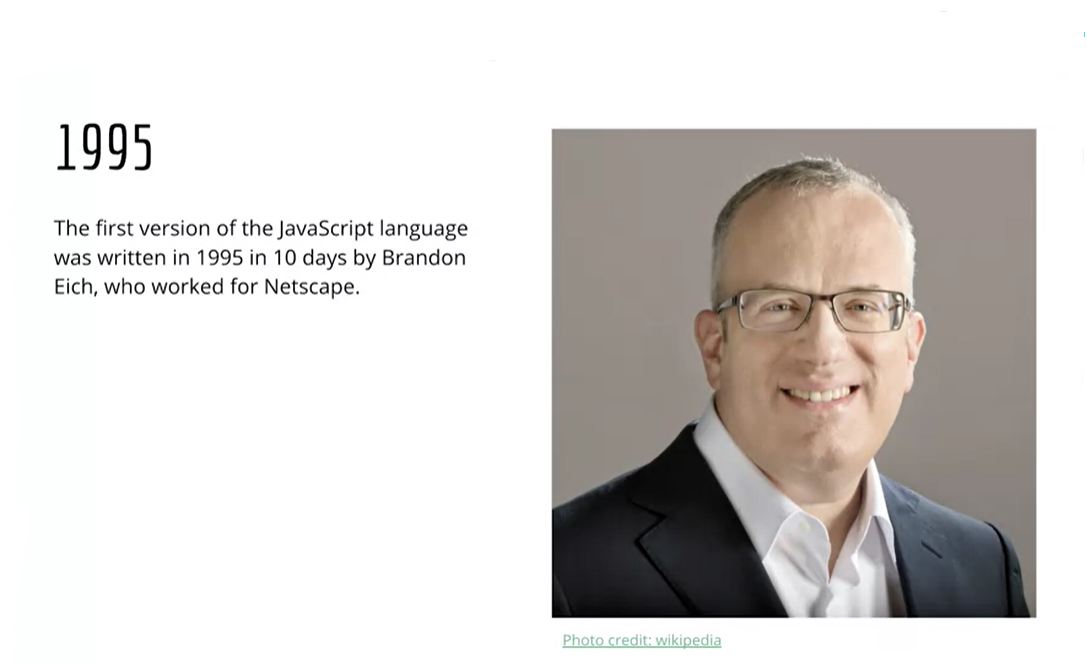 1995
The first version of the JavaScript language
was written in 1995 in 10 days by Brandon
Eich, who worked for Netscape.
Photo credit: wikipedia